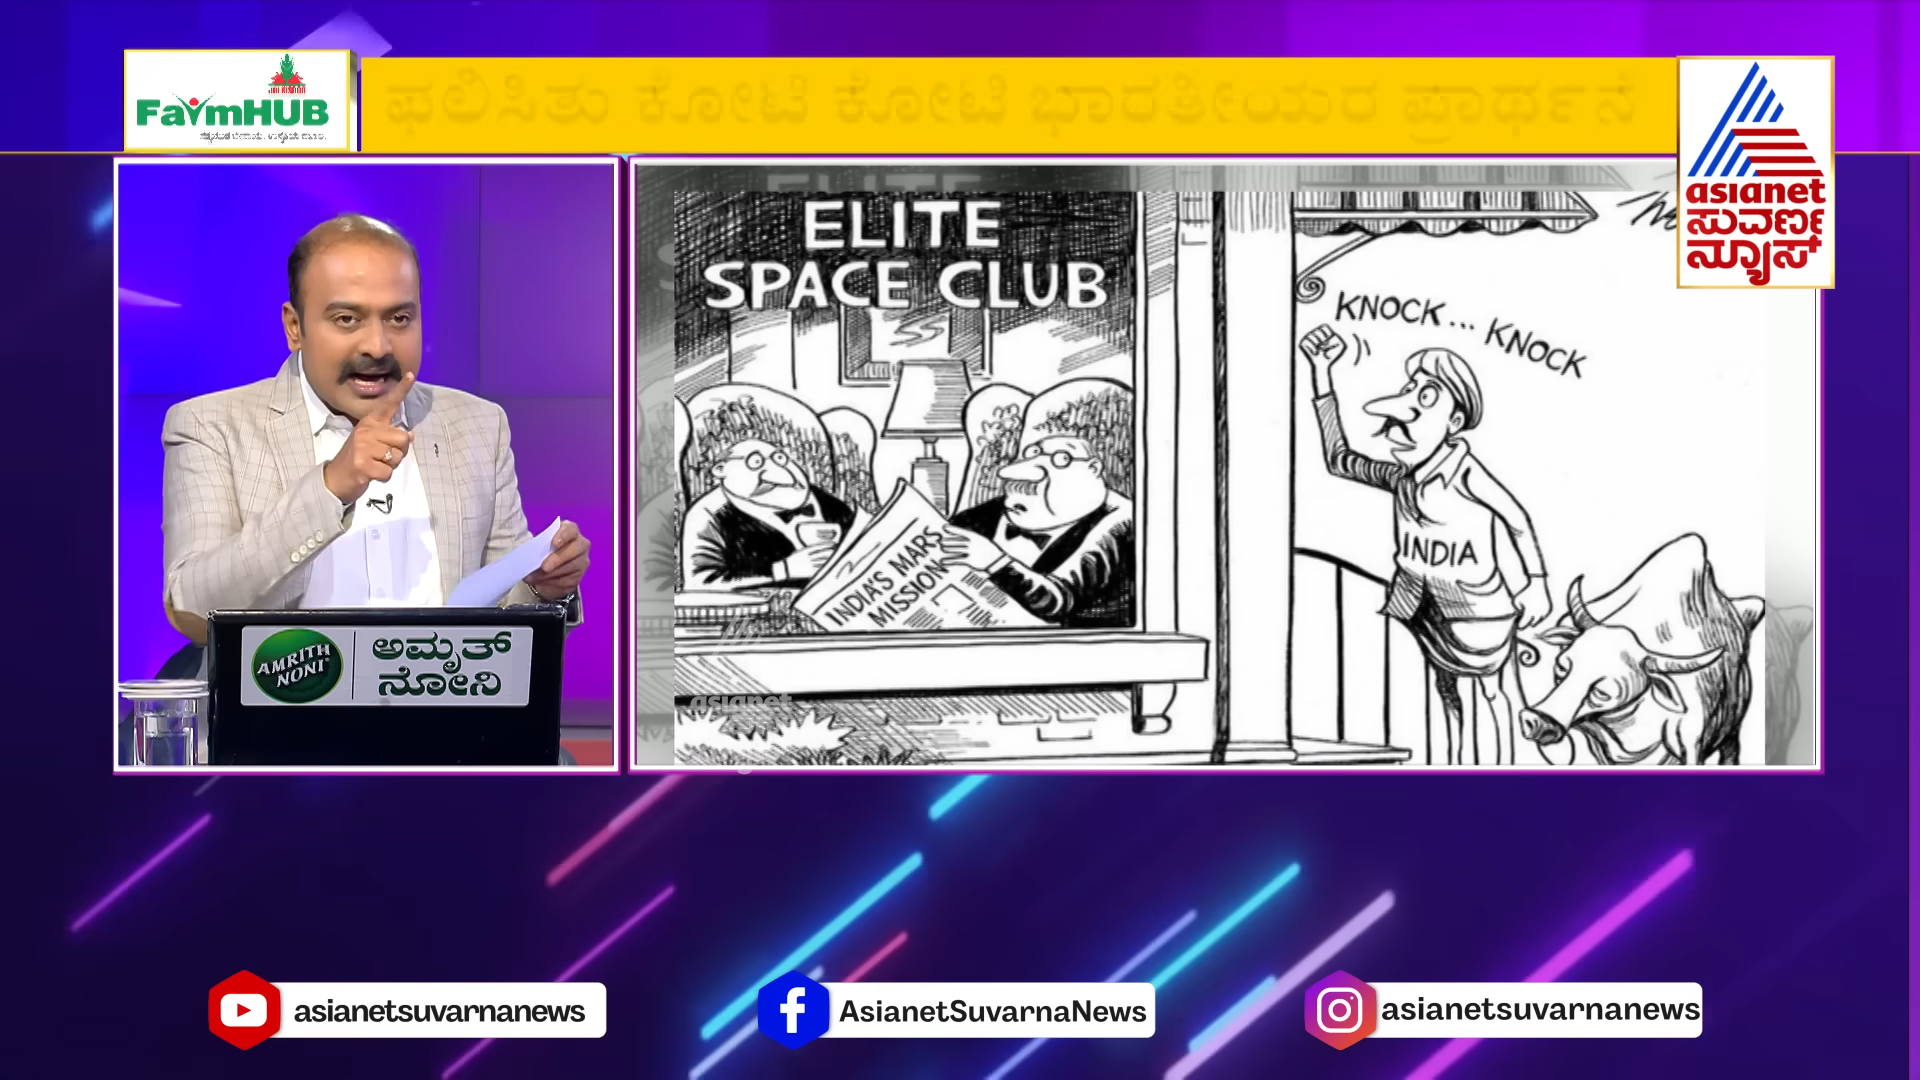 FarmHUB
ಫಲಿಸಿತು ಕೋಟಿ ಕೋಟಿ ಭಾರತೀಯರ ಪ್ರಾರ್ಥನೆ
asianet
ಸುವರ್ಣ
ನ್ಯೂಸ್
ELITE
SPACE CLUB
KNOCK... KNOCK
INDIA'S MARS
MISSION
INDIA
asianet
AMRITH
NONI
ಅಮೃತ್
ನೋನಿ
asianetsuvarnanews
AsianetSuvarnaNews
asianetsuvarnanews